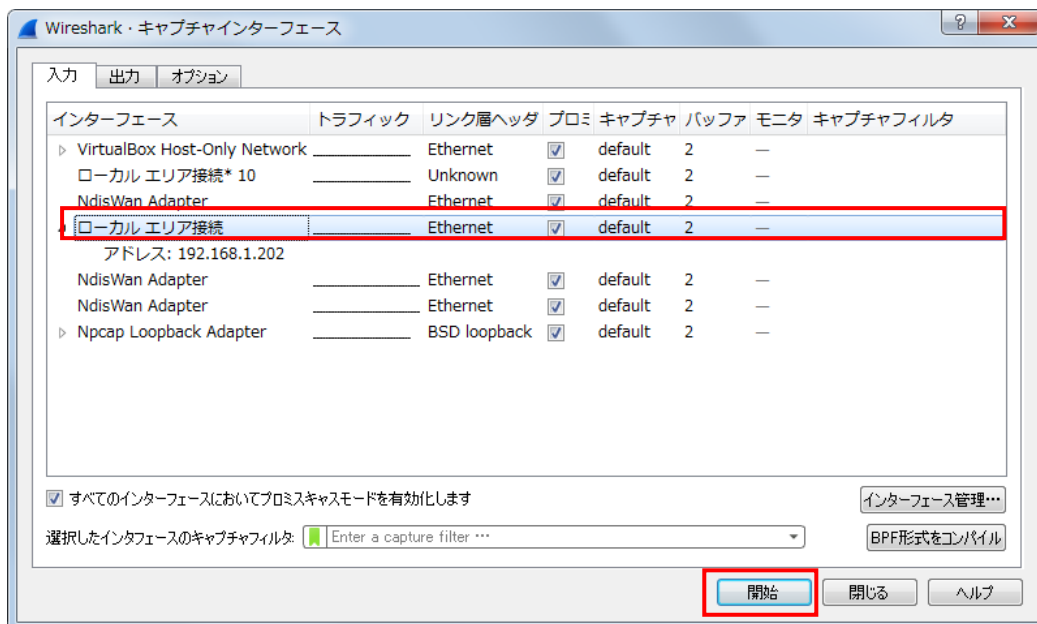 Wireshark・キャプチャインターフェース
入力 出力 オプション
インターフェース トラフィック リンク層ヘッダ プロミ キャプチャ バッファ モニタ キャプチャフィルタ
VirtualBox Host-Only Network Ethernet default 2 —
ローカル エリア接続* 10 Unknown default 2 —
NdisWan Adapter Ethernet default 2 —
ローカル エリア接続 Ethernet default 2 —
アドレス: 192.168.1.202
NdisWan Adapter Ethernet default 2 —
NdisWan Adapter Ethernet default 2 —
Npcap Loopback Adapter BSD loopback default 2 —
すべてのインターフェースにおいてプロミスキャスモードを有効化します
インターフェース管理…
選択したインタフェースのキャプチャフィルタ: Enter a capture filter …
BPF形式をコンパイル
開始 閉じる ヘルプ